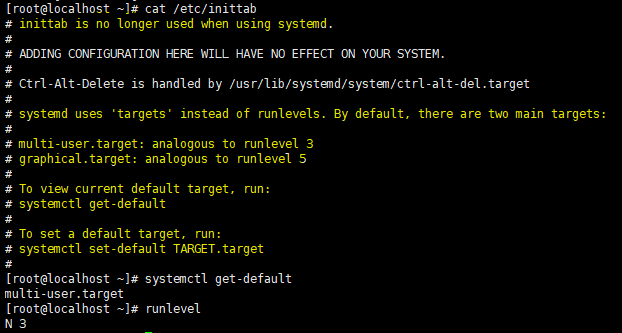 [root@localhost ~]# cat /etc/inittab
# inittab is no longer used when using systemd.
#
# ADDING CONFIGURATION HERE WILL HAVE NO EFFECT ON YOUR SYSTEM.
#
# Ctrl-Alt-Delete is handled by /usr/lib/systemd/system/ctrl-alt-del.target
#
# systemd uses 'targets' instead of runlevels. By default, there are two main targets:
#
# multi-user.target: analogous to runlevel 3
# graphical.target: analogous to runlevel 5
#
# To view current default target, run:
# systemctl get-default
#
# To set a default target, run:
# systemctl set-default TARGET.target
#
[root@localhost ~]# systemctl get-default
multi-user.target
[root@localhost ~]# runlevel
N 3